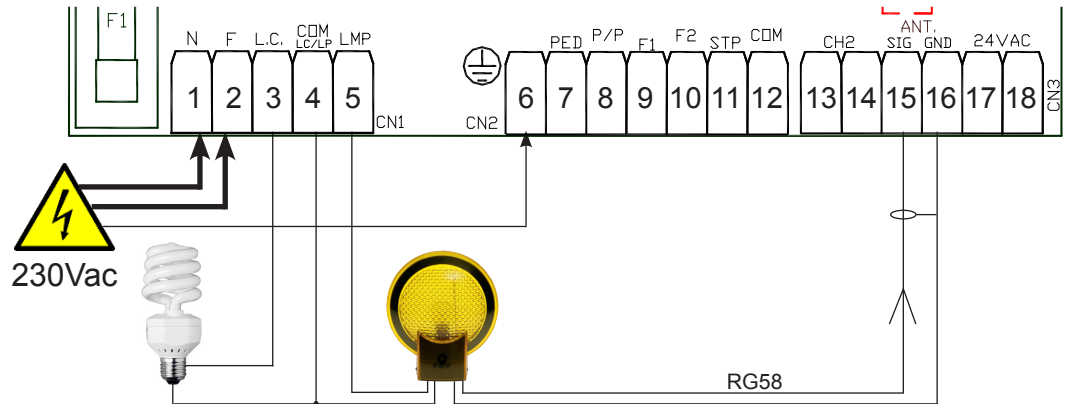 F1
N F L.C. COM LC/LP LMP
1 2 3 4 5
CN1
CN2
PED P/P F1 F2 STP COM
6 7 8 9 10 11 12
ANT.
CH2 SIG GND 24VAC
13 14 15 16 17 18
CN3
230Vac
RG58